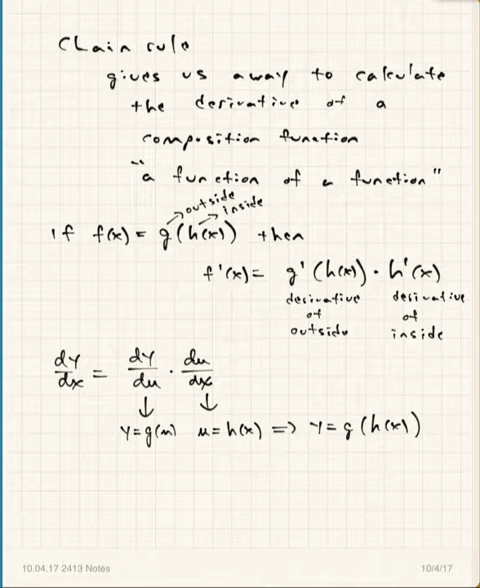 Chain rule
gives us away to calculate
the derivative of a
composition function
"a function of a function"
outside
inside
If f(x) = g(h(x)) then
f'(x) = g'(h(x)) · h'(x)
derivative derivative
of of
outside inside
dy/dx = dy/du · du/dx
↓ ↓
y=g(u) u=h(x) => y=g(h(x))
10.04.17 2413 Notes 10/4/17